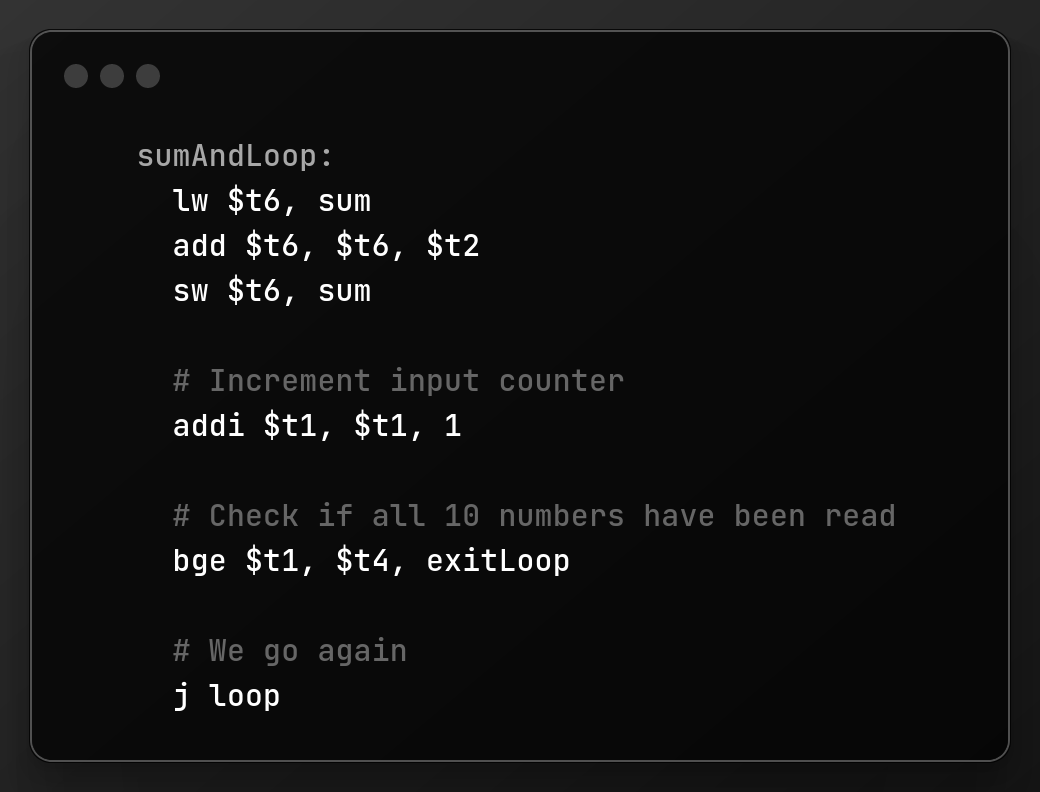 sumAndLoop:
lw $t6, sum
add $t6, $t6, $t2
sw $t6, sum
# Increment input counter
addi $t1, $t1, 1
# Check if all 10 numbers have been read
bge $t1, $t4, exitLoop
# We go again
j loop